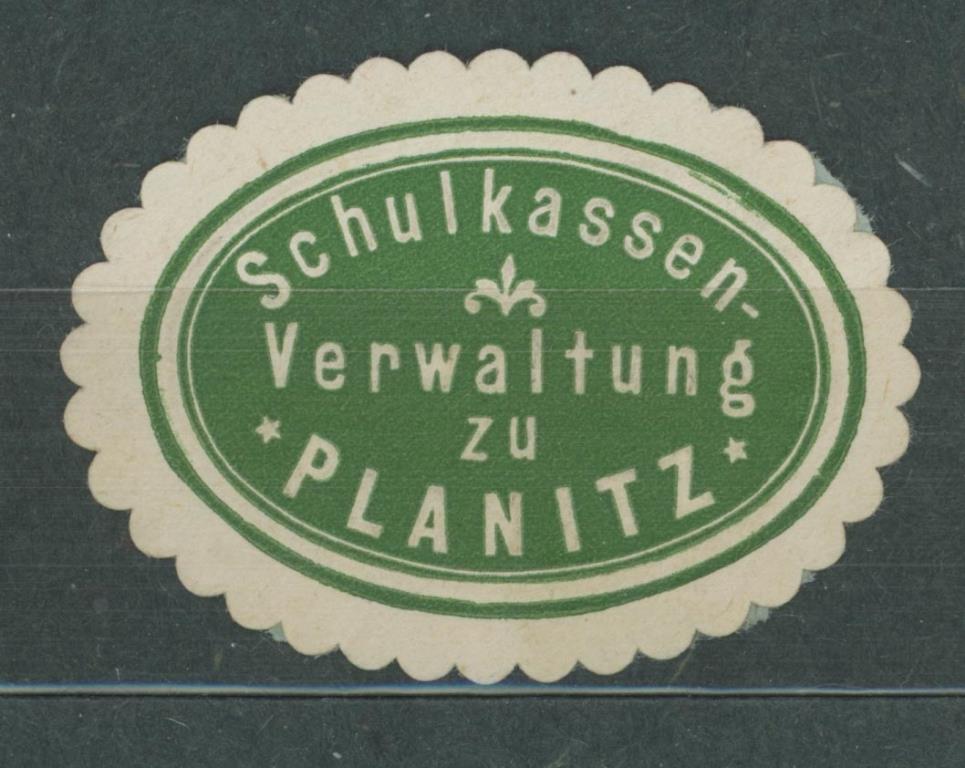 Schulkassen-
Verwaltung
zu
PLANITZ